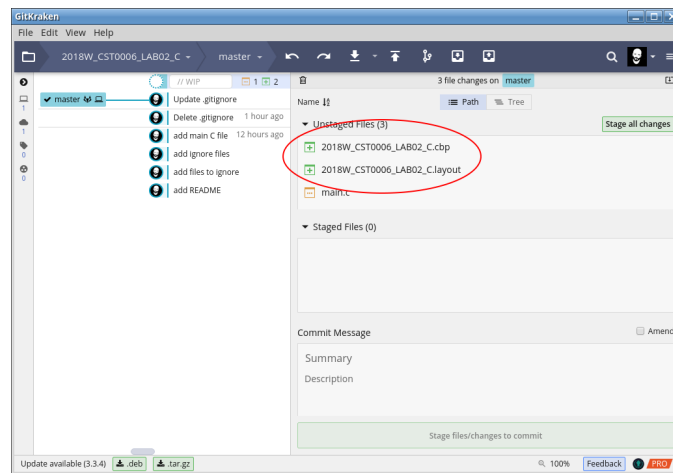 GitKraken
File Edit View Help
2018W_CST0006_LAB02_C master
// WIP 1 2
3 file changes on master
master
Update .gitignore
Name
Path Tree
Delete .gitignore 1 hour ago
Unstaged Files (3)
Stage all changes
1
add main C file 12 hours ago
1
2018W_CST0006_LAB02_C.cbp
add ignore files
0
add files to ignore
2018W_CST0006_LAB02_C.layout
0
add README
main.c
Staged Files (0)
Commit Message
Amend
Summary
Description
Stage files/changes to commit
Update available (3.3.4) .deb .tar.gz
100% Feedback PRO